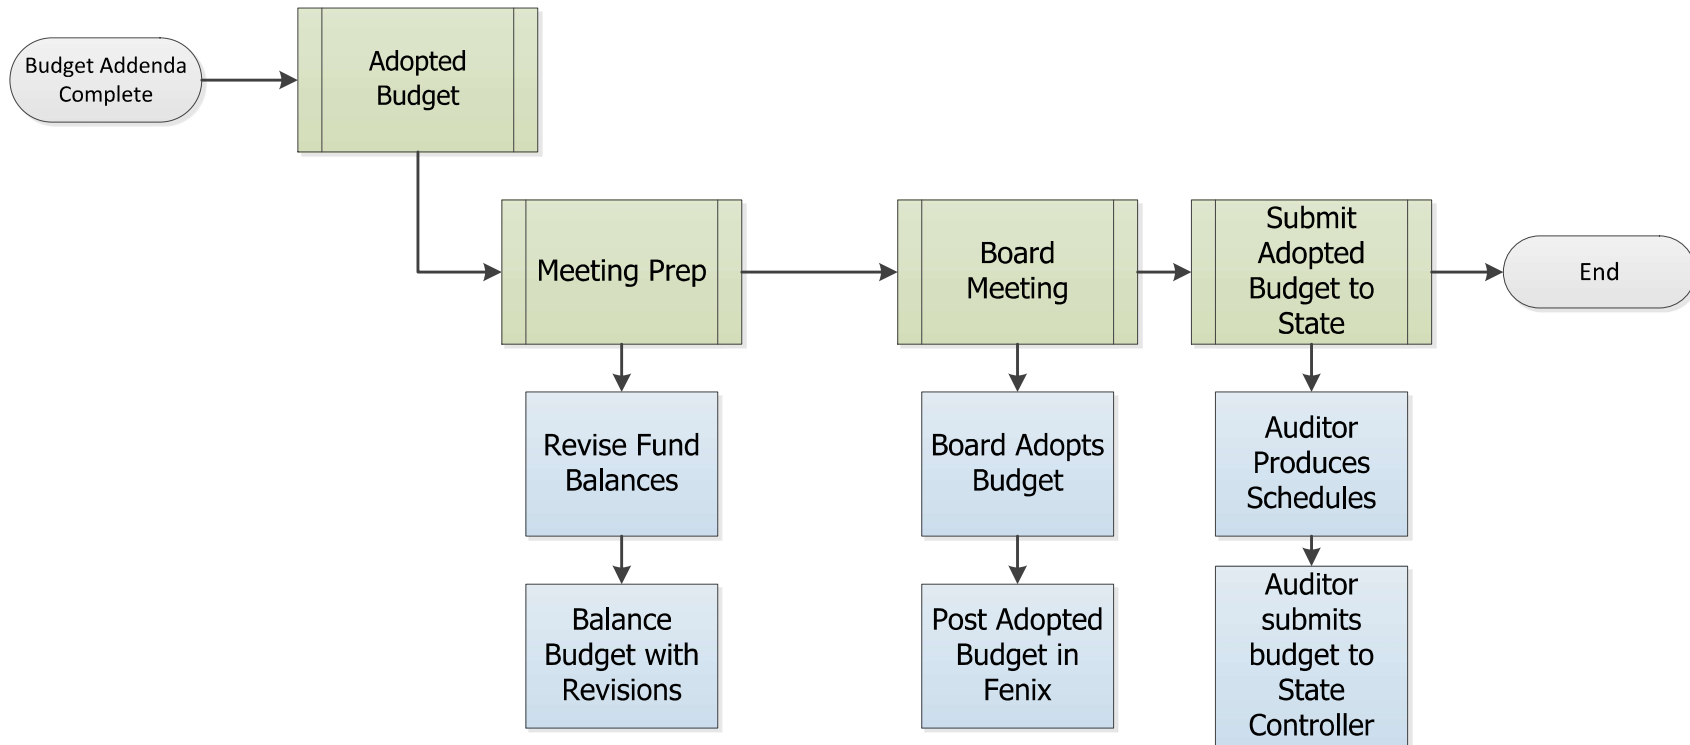 Budget Addenda
Complete
Adopted
Budget
Meeting Prep
Board
Meeting
Submit
Adopted
Budget to
State
End
Revise Fund
Balances
Board Adopts
Budget
Auditor
Produces
Schedules
Balance
Budget with
Revisions
Post Adopted
Budget in
Fenix
Auditor
submits
budget to
State
Controller